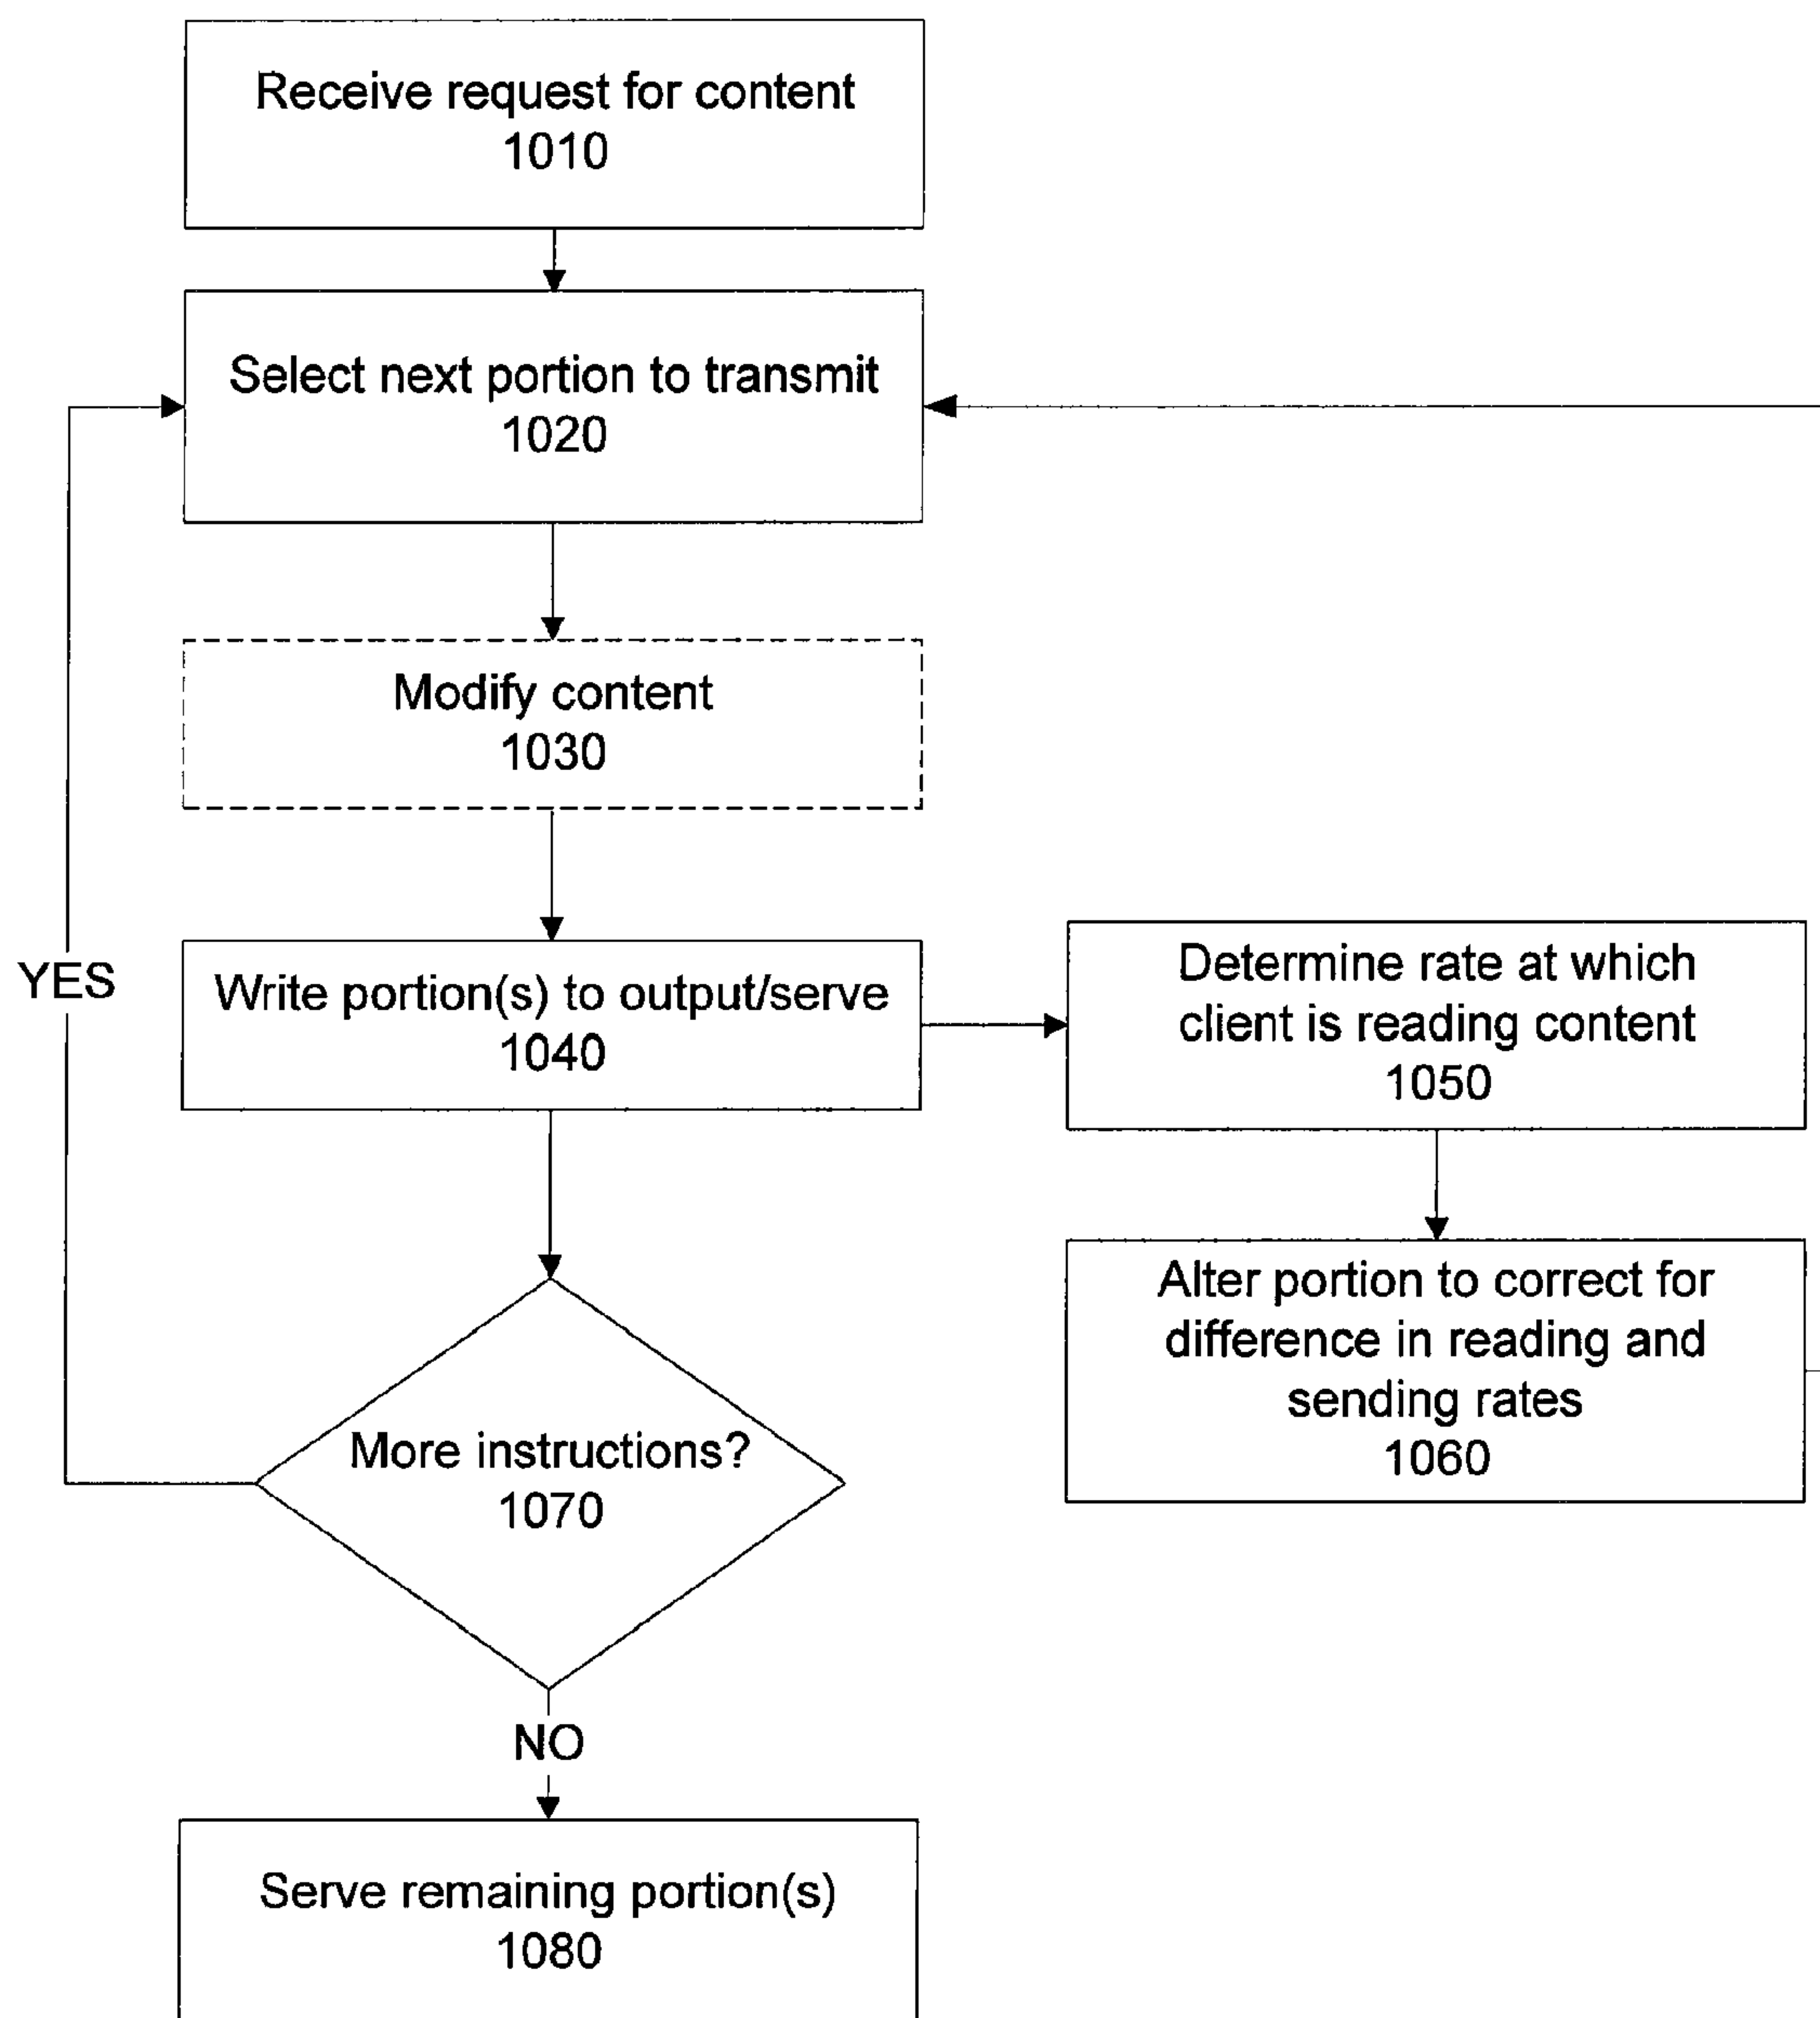 Receive request for content
1010
Select next portion to transmit
1020
Modify content
1030
YES
Write portion(s) to output/serve
1040
Determine rate at which
client is reading content
1050
Alter portion to correct for
difference in reading and
sending rates
1060
More instructions?
1070
NO
Serve remaining portion(s)
1080